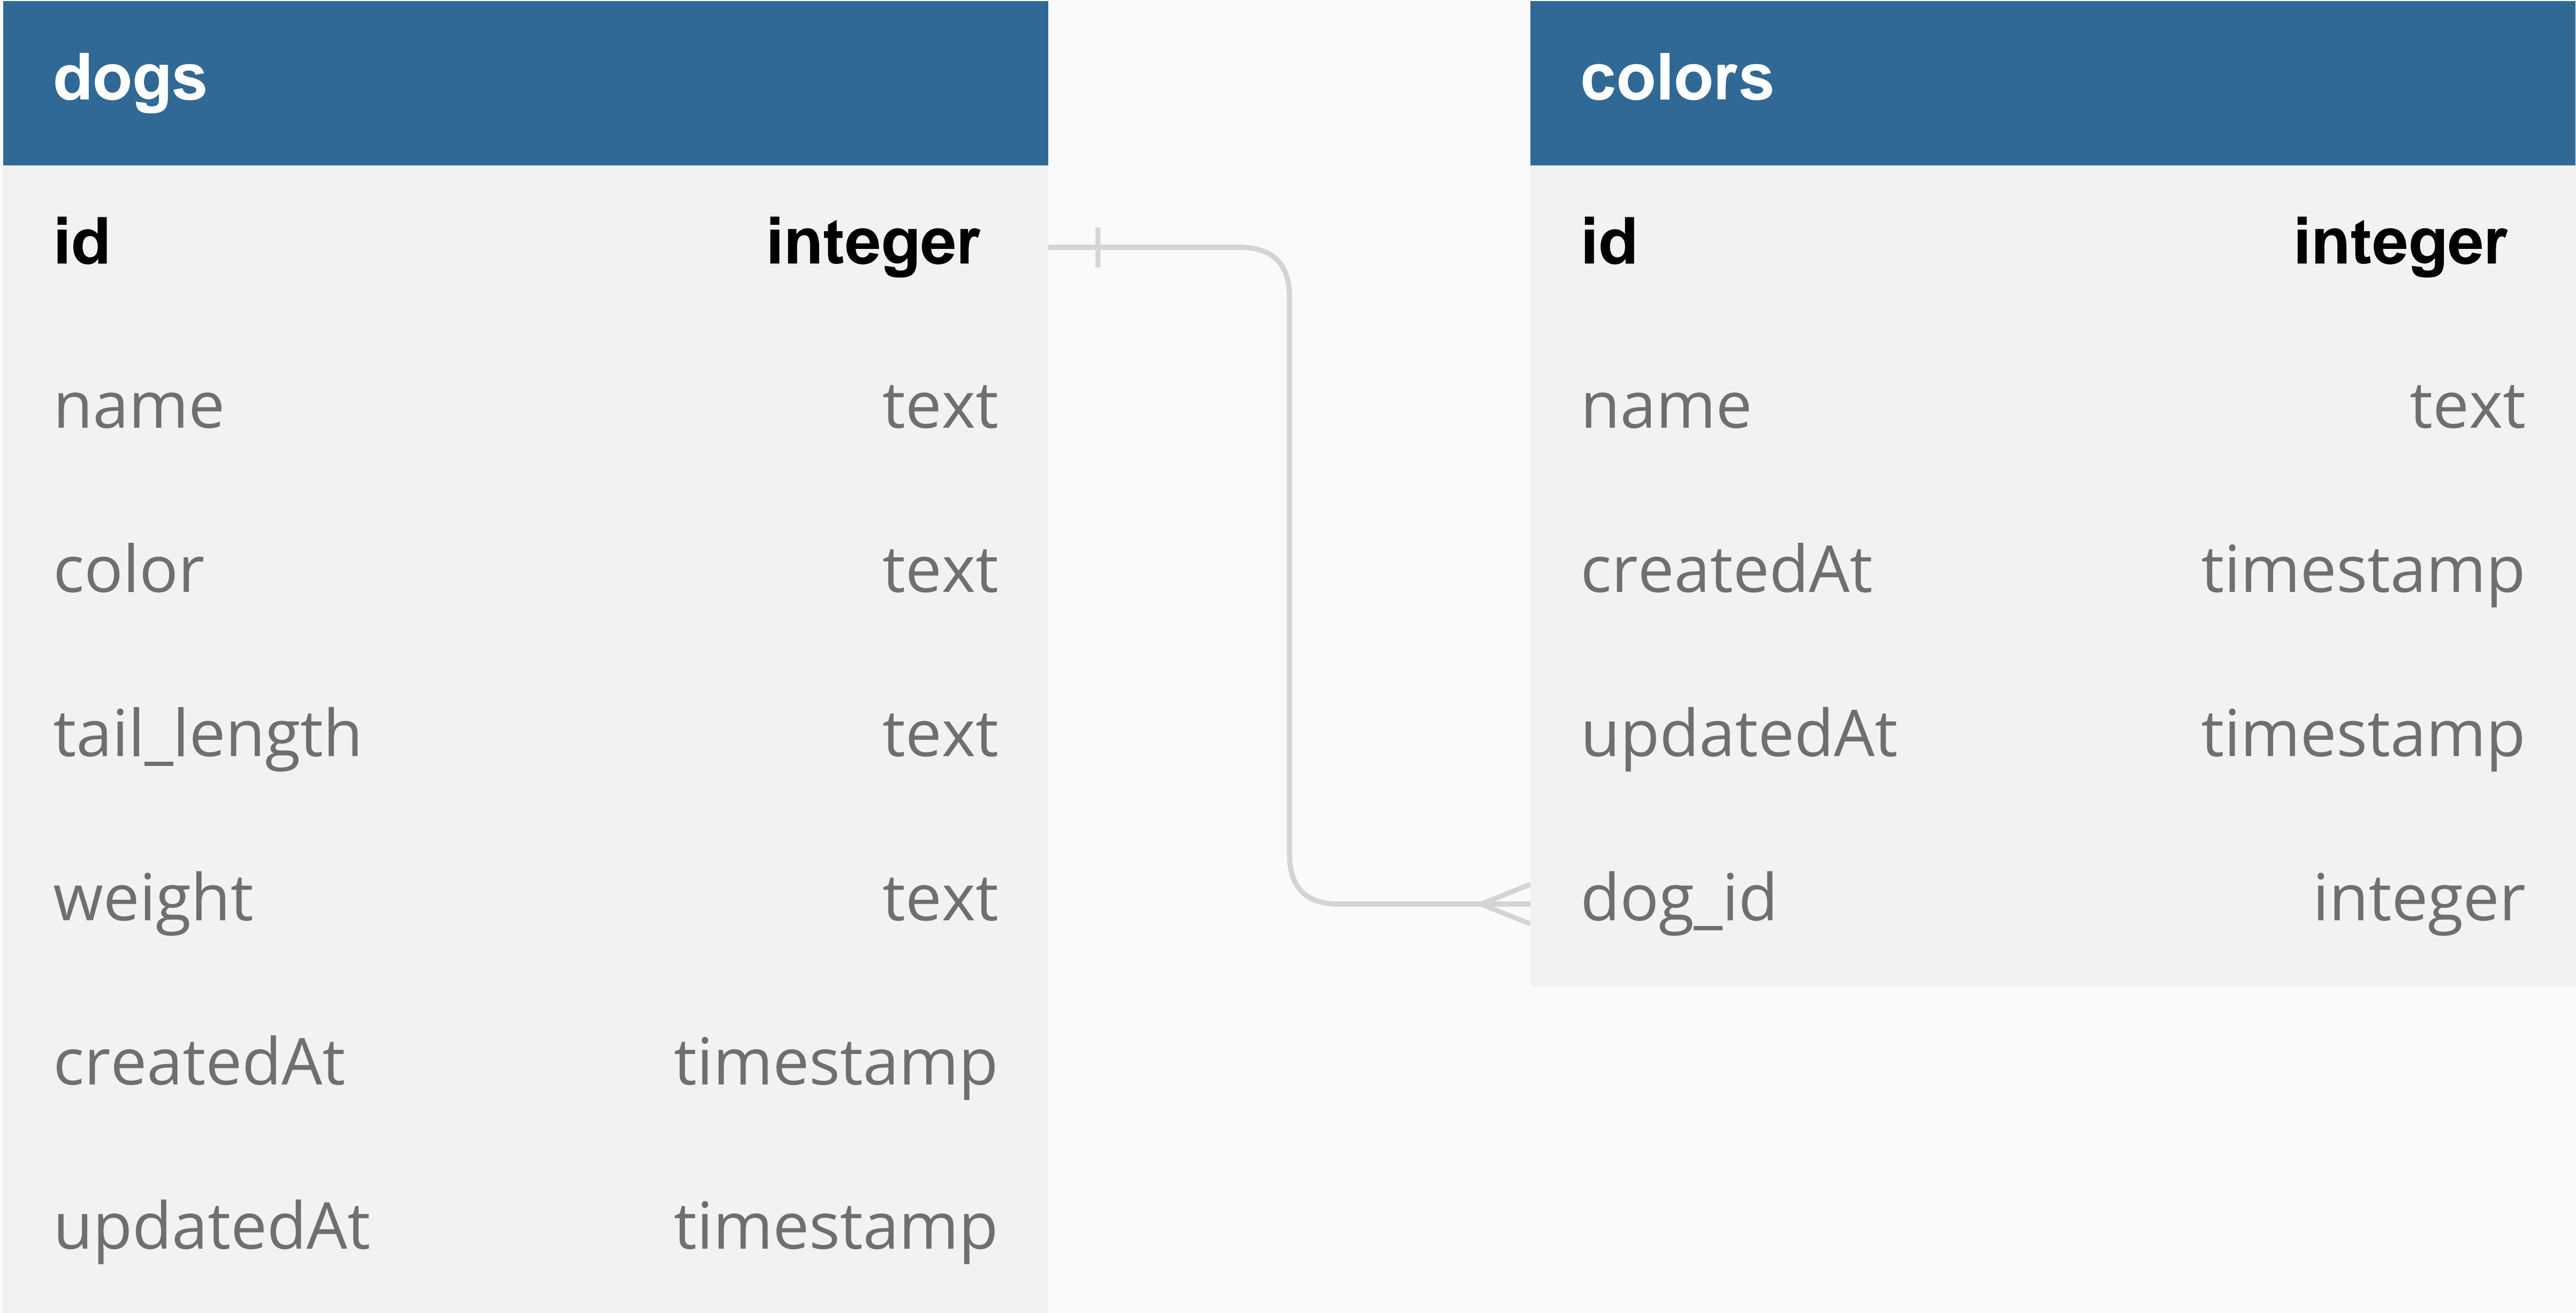 dogs
id integer
name text
color text
tail_length text
weight text
createdAt timestamp
updatedAt timestamp
colors
id integer
name text
createdAt timestamp
updatedAt timestamp
dog_id integer